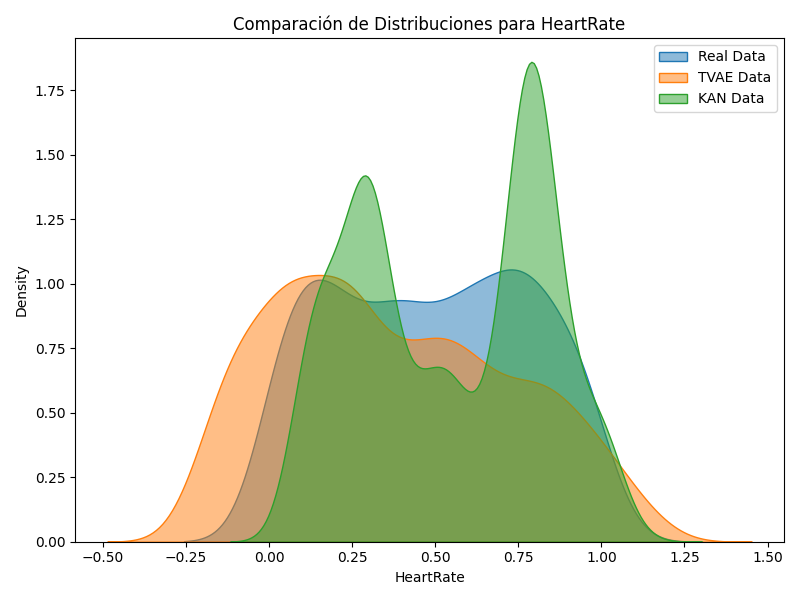 Comparación de Distribuciones para HeartRate
Real Data
TVAE Data
KAN Data
1.75
1.50
1.25
1.00
0.75
0.50
0.25
0.00
Density
−0.50 −0.25 0.00 0.25 0.50 0.75 1.00 1.25 1.50
HeartRate